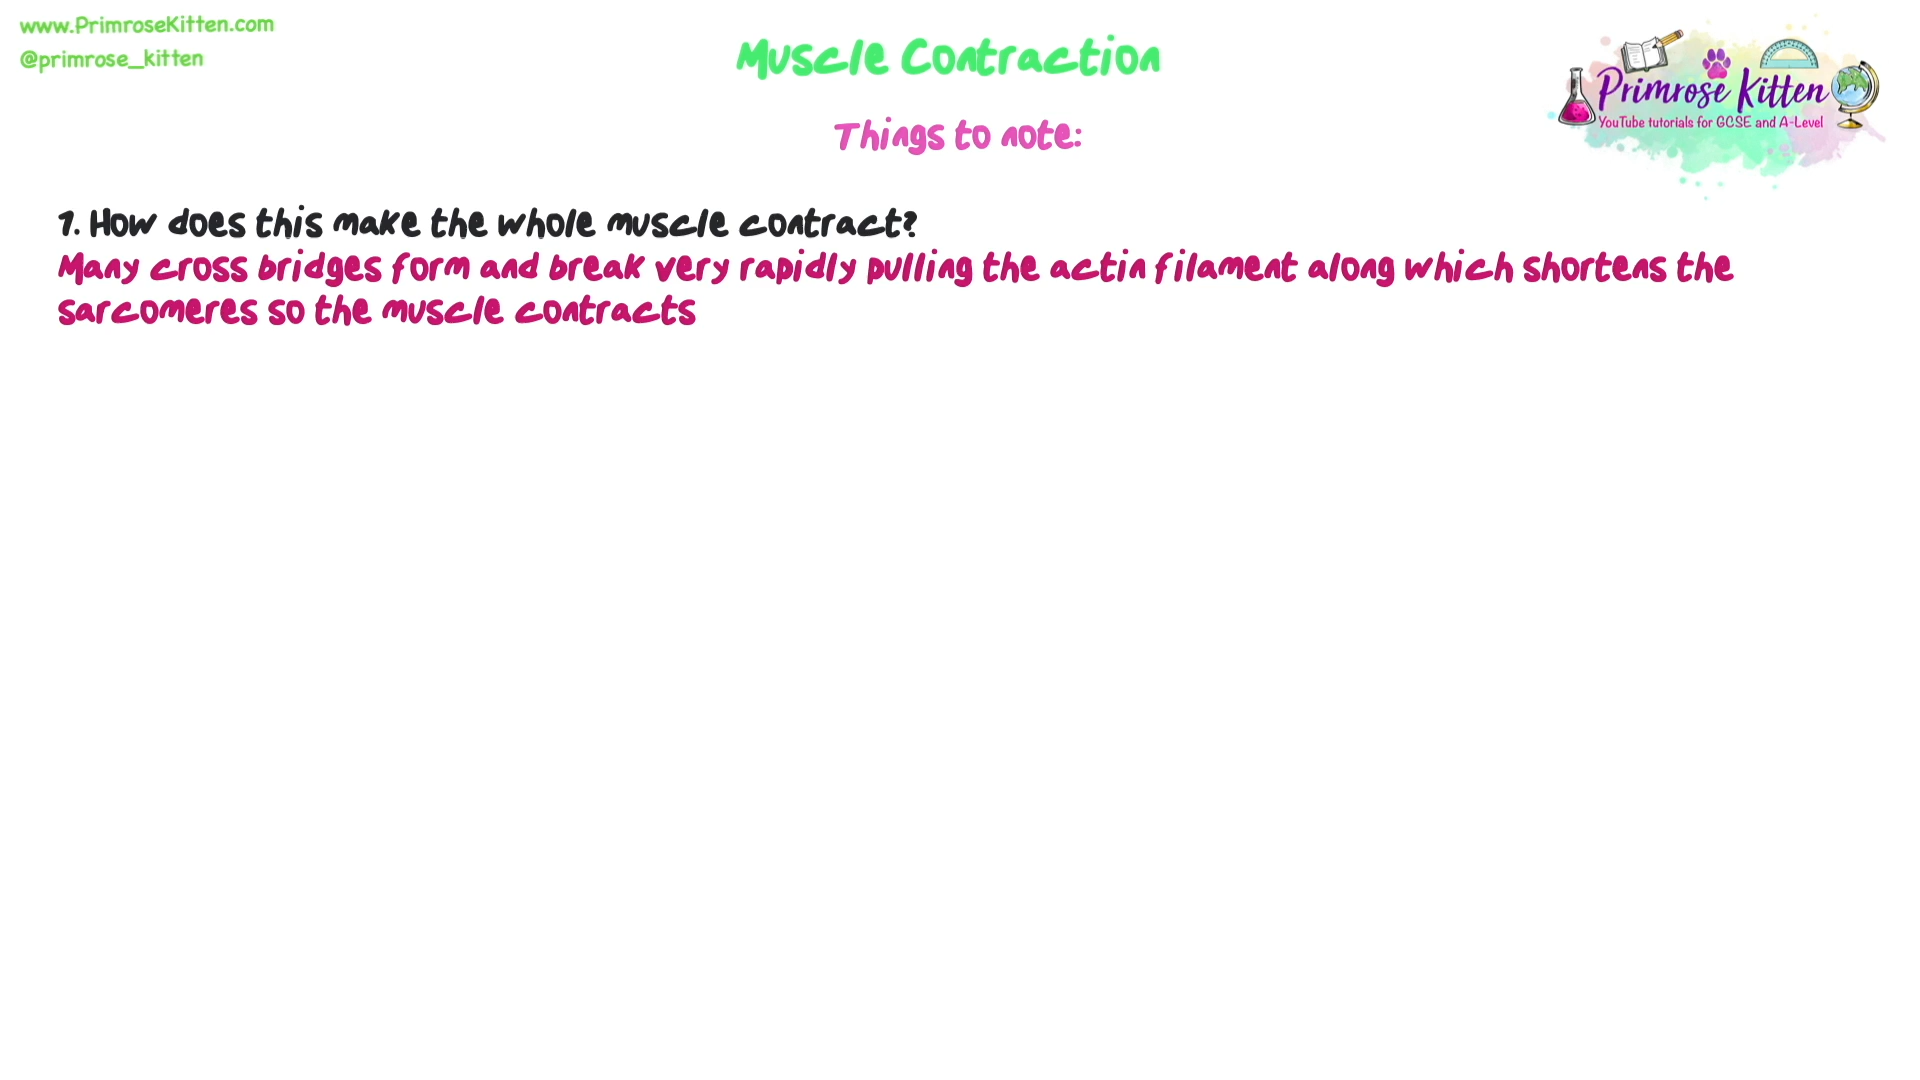 www.PrimroseKitten.com
@primrose_kitten
Muscle Contraction
Primrose Kitten
YouTube tutorials for GCSE and A-Level
Things to note:
1. How does this make the whole muscle contract?
Many cross bridges form and break very rapidly pulling the actin filament along which shortens the
sarcomeres so the muscle contracts